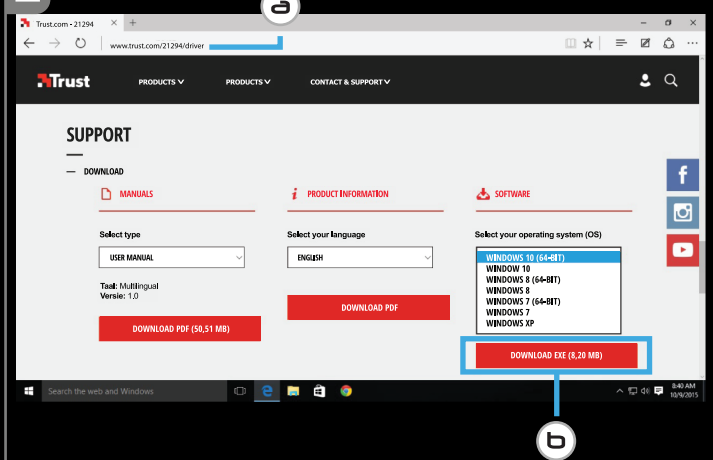 a
Trust.com - 21294
www.trust.com/21294/driver
Trust
PRODUCTS PRODUCTS CONTACT & SUPPORT
SUPPORT
DOWNLOAD
MANUALS
Select type
USER MANUAL
Taal: Multilingual
Versie: 1.0
DOWNLOAD PDF (50,51 MB)
i PRODUCT INFORMATION
Select your language
ENGLISH
DOWNLOAD PDF
SOFTWARE
Select your operating system (OS)
WINDOWS 10 (64-BIT)
WINDOW 10
WINDOWS 8 (64-BIT)
WINDOWS 8
WINDOWS 7 (64-BIT)
WINDOWS 7
WINDOWS XP
DOWNLOAD EXE (8,20 MB)
f
Search the web and Windows
8:40 AM
10/9/2015
b